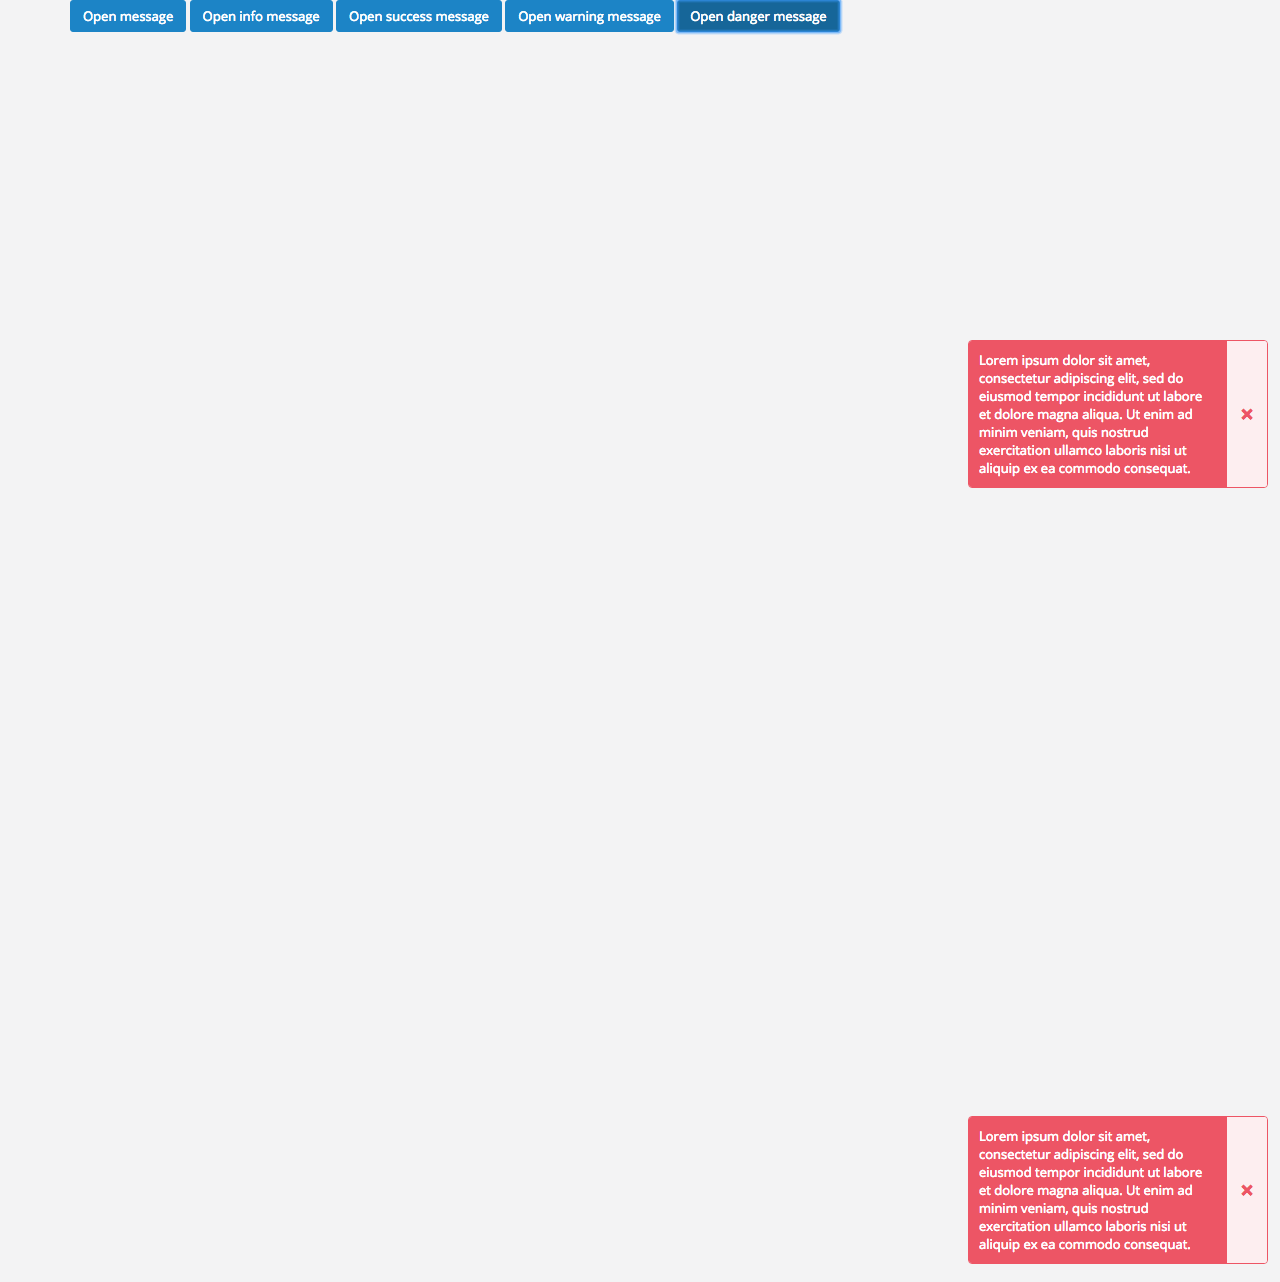 Open message Open info message Open success message Open warning message Open danger message
Lorem ipsum dolor sit amet,
consectetur adipiscing elit, sed do
eiusmod tempor incididunt ut labore
et dolore magna aliqua. Ut enim ad
minim veniam, quis nostrud
exercitation ullamco laboris nisi ut
aliquip ex ea commodo consequat.
Lorem ipsum dolor sit amet,
consectetur adipiscing elit, sed do
eiusmod tempor incididunt ut labore
et dolore magna aliqua. Ut enim ad
minim veniam, quis nostrud
exercitation ullamco laboris nisi ut
aliquip ex ea commodo consequat.